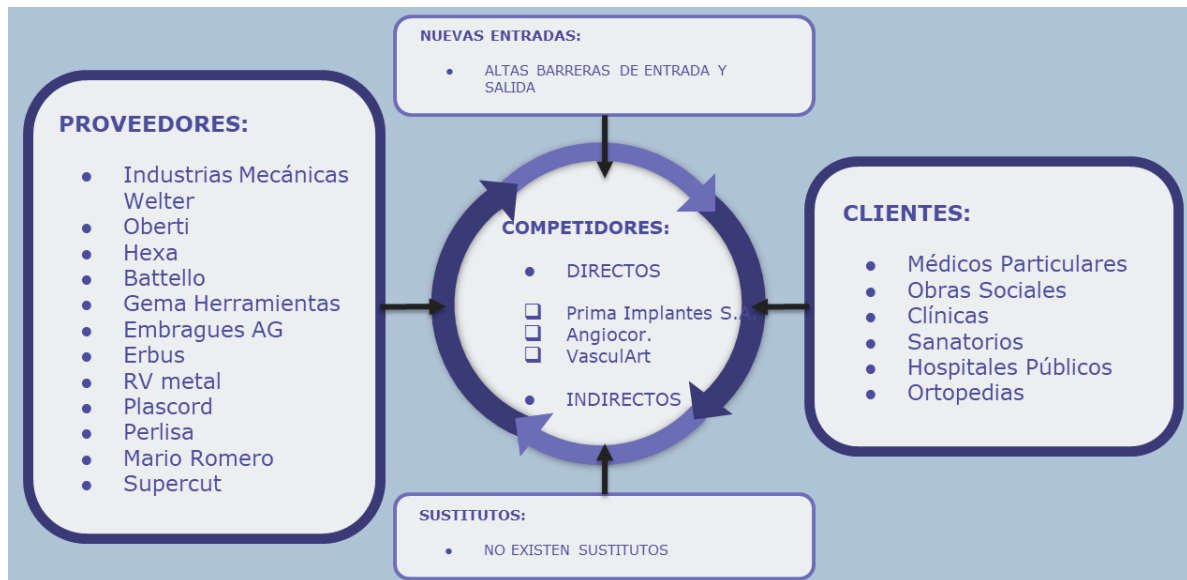 NUEVAS ENTRADAS:
● ALTAS BARRERAS DE ENTRADA Y
SALIDA
PROVEEDORES:
● Industrias Mecánicas
Welter
● Oberti
● Hexa
● Battello
● Gema Herramientas
● Embragues AG
● Erbus
● RV metal
● Plascord
● Perlisa
● Mario Romero
● Supercut
COMPETIDORES:
● DIRECTOS
❑ Prima Implantes S.A.
❑ Angiocor.
❑ VasculArt
● INDIRECTOS
CLIENTES:
● Médicos Particulares
● Obras Sociales
● Clínicas
● Sanatorios
● Hospitales Públicos
● Ortopedias
SUSTITUTOS:
● NO EXISTEN SUSTITUTOS